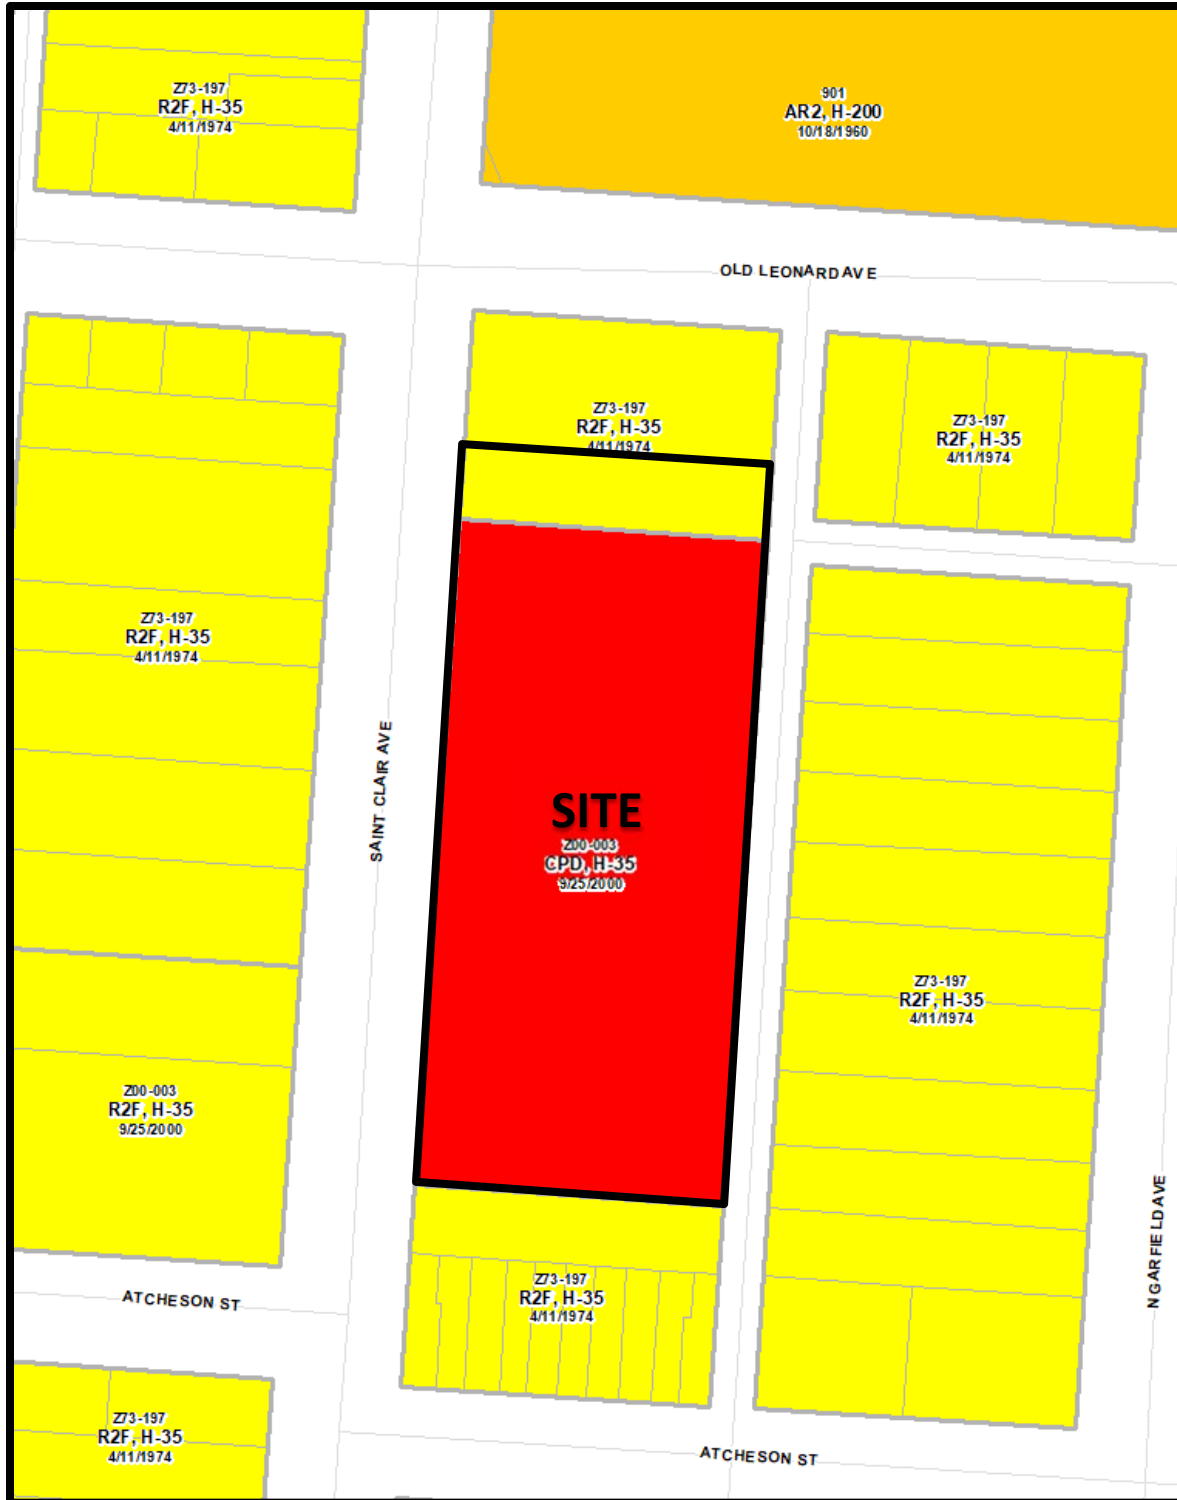 Z73-197
R2F, H-35
4/11/1974
901
AR2, H-200
10/18/1960
OLD LEONARD AVE
Z73-197
R2F, H-35
4/11/1974
Z73-197
R2F, H-35
4/11/1974
Z73-197
R2F, H-35
4/11/1974
SAINT CLAIR AVE
SITE
Z00-003
CPD, H-35
9/25/2000
Z73-197
R2F, H-35
4/11/1974
Z00-003
R2F, H-35
9/25/2000
N GARFIELD AVE
ATCHESON ST
Z73-197
R2F, H-35
4/11/1974
Z73-197
R2F, H-35
4/11/1974
ATCHESON ST